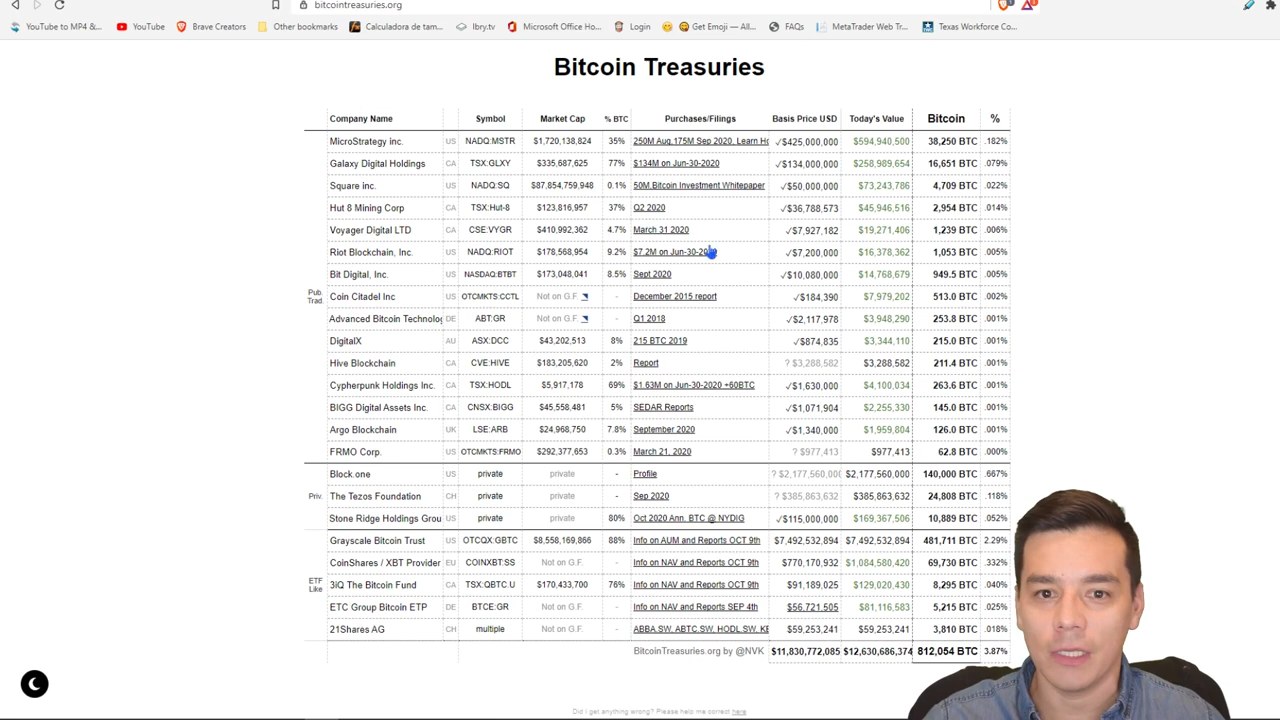 bitcointreasuries.org
YouTube to MP4 &... YouTube Brave Creators Other bookmarks Calculadora de tam... lbry.tv Microsoft Office Ho... Login Get Emoji — All... FAQs MetaTrader Web Tr... Texas Workforce Co...
Bitcoin Treasuries
Company Name Symbol Market Cap % BTC Purchases/Filings Basis Price USD Today's Value Bitcoin %
MicroStrategy inc. US NADQ:MSTR $1,720,138,824 35% 250M Aug,175M Sep 2020, Learn Ho $425,000,000 $594,940,500 38,250 BTC .182%
Galaxy Digital Holdings CA TSX:GLXY $335,687,625 77% $134M on Jun-30-2020 ✓$134,000,000 $258,989,654 16,651 BTC .079%
Square inc. US NADQ:SQ $87,854,759,948 0.1% 50M.Bitcoin Investment Whitepaper ✓$50,000,000 $73,243,786 4,709 BTC .022%
Hut 8 Mining Corp CA TSX:Hut-8 $123,816,957 37% Q2 2020 ✓$36,788,573 $45,946,516 2,954 BTC .014%
Voyager Digital LTD CA CSE:VYGR $410,992,362 4.7% March 31 2020 ✓$7,927,182 $19,271,406 1,239 BTC .006%
Riot Blockchain, Inc. US NADQ:RIOT $178,568,954 9.2% $7.2M on Jun-30-2020 ✓$7,200,000 $16,378,362 1,053 BTC .005%
Bit Digital, Inc. US NASDAQ:BTBT $173,048,041 8.5% Sept 2020 ✓$10,080,000 $14,768,679 949.5 BTC .005%
Pub. Trad. Coin Citadel Inc US OTCMKTS:CCTL Not on G.F. - December 2015 report ✓$184,390 $7,979,202 513.0 BTC .002%
Advanced Bitcoin Technolog DE ABT:GR Not on G.F. - Q1 2018 ✓$2,117,978 $3,948,290 253.8 BTC .001%
DigitalX AU ASX:DCC $43,202,513 8% 215 BTC 2019 ✓$874,835 $3,344,110 215.0 BTC .001%
Hive Blockchain CA CVE:HIVE $183,205,620 2% Report ? $3,288,582 $3,288,582 211.4 BTC .001%
Cypherpunk Holdings Inc. CA TSX:HODL $5,917,178 69% $1.63M on Jun-30-2020 +60BTC ✓$1,630,000 $4,100,034 263.6 BTC .001%
BIGG Digital Assets Inc. CA CNSX:BIGG $45,558,481 5% SEDAR Reports ✓$1,071,904 $2,255,330 145.0 BTC .001%
Argo Blockchain UK LSE:ARB $24,968,750 7.8% September 2020 ✓$1,340,000 $1,959,804 126.0 BTC .001%
FRMO Corp. US OTCMKTS:FRMO $292,377,653 0.3% March 21, 2020 ? $977,413 $977,413 62.8 BTC .000%
Block one US private private - Profile ? $2,177,560,000 $2,177,560,000 140,000 BTC .667%
Priv. The Tezos Foundation CH private private - Sep 2020 ? $385,863,632 $385,863,632 24,808 BTC .118%
Stone Ridge Holdings Grou US private private 80% Oct 2020 Ann. BTC @ NYDIG ✓$115,000,000 $169,367,506 10,889 BTC .052%
Grayscale Bitcoin Trust US OTCQX:GBTC $8,558,169,866 88% Info on AUM and Reports OCT 9th $7,492,532,894 $7,492,532,894 481,711 BTC 2.29%
CoinShares / XBT Provider EU COINXBT:SS Not on G.F. - Info on NAV and Reports OCT 9th $770,170,932 $1,084,580,420 69,730 BTC .332%
ETF Like 3iQ The Bitcoin Fund CA TSX:QBTC.U $170,433,700 76% Info on NAV and Reports OCT 9th $91,189,025 $129,020,430 8,295 BTC .040%
ETC Group Bitcoin ETP DE BTCE:GR Not on G.F. - Info on NAV and Reports SEP 4th $56,721,505 $81,116,583 5,215 BTC .025%
21Shares AG CH multiple Not on G.F. - ABBA.SW, ABTC.SW, HODL.SW, KE $59,253,241 $59,253,241 3,810 BTC .018%
BitcoinTreasuries.org by @NVK $11,830,772,085 $12,630,686,374 812,054 BTC 3.87%
Did I get anything wrong? Please help me correct here